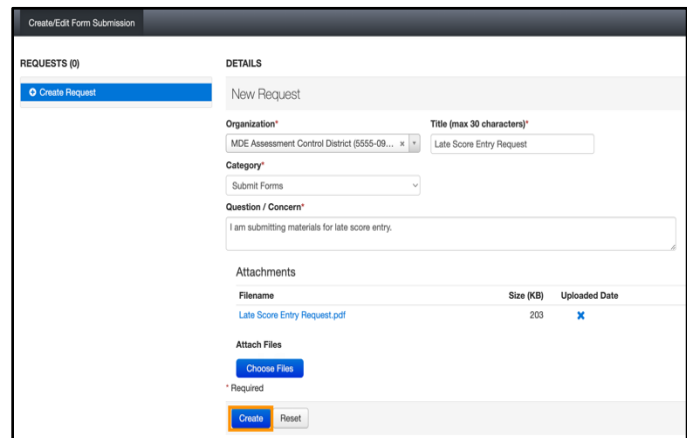 Create/Edit Form Submission
REQUESTS (0)
Create Request
DETAILS
New Request
Organization*
Title (max 30 characters)*
MDE Assessment Control District (5555-09... ×
Late Score Entry Request
Category*
Submit Forms
Question / Concern*
I am submitting materials for late score entry.
Attachments
Filename Size (KB) Uploaded Date
Late Score Entry Request.pdf 203
Attach Files
Choose Files
* Required
Create Reset